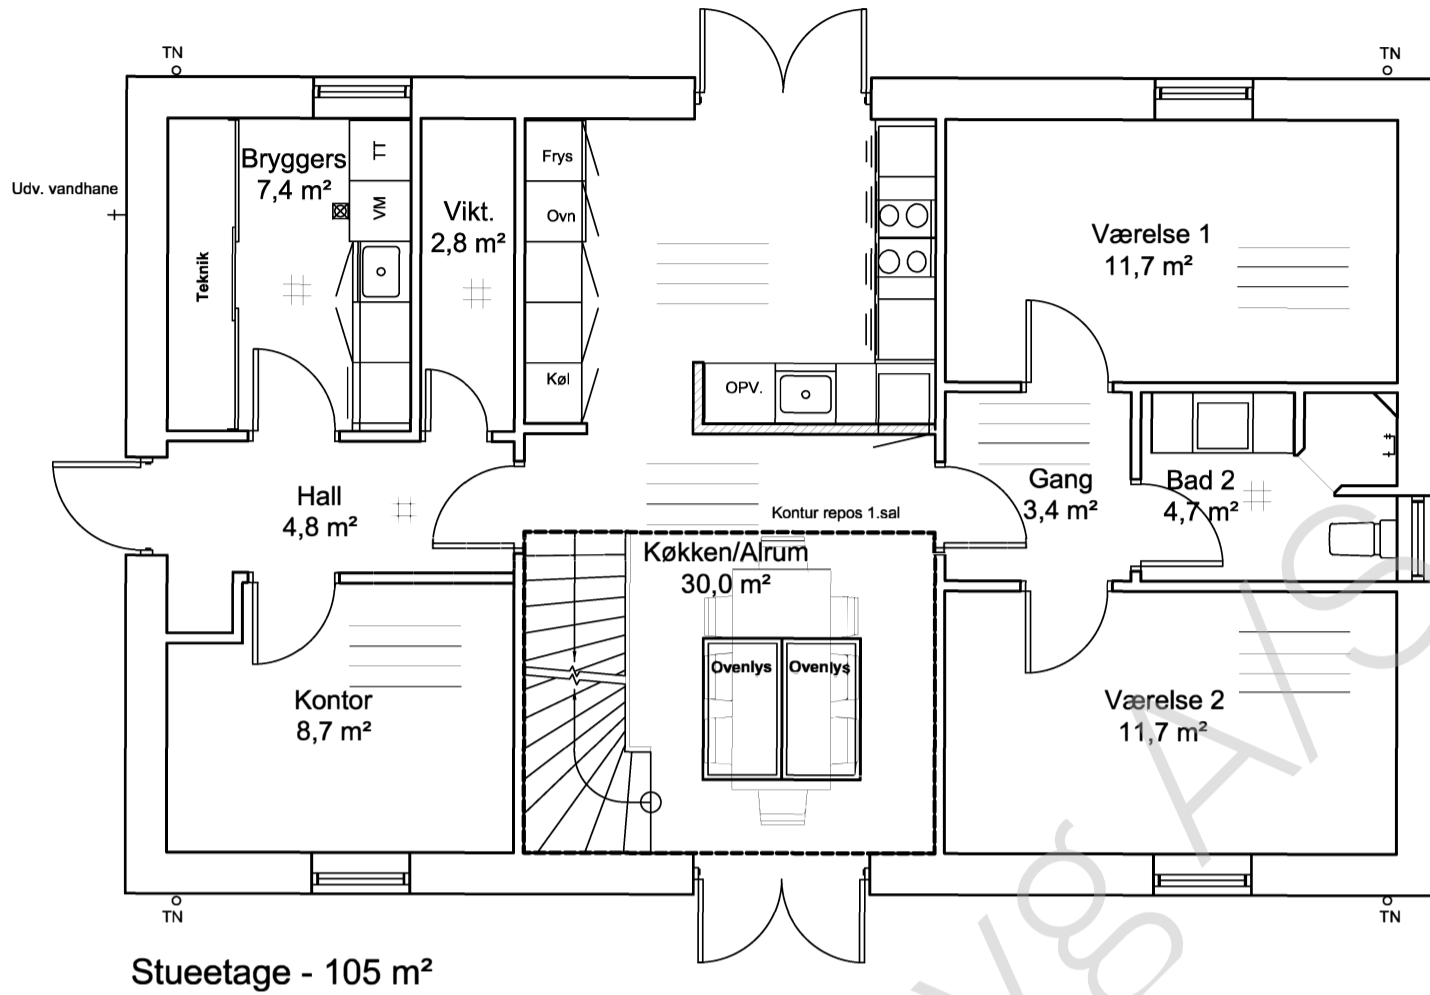 TN
TN
Udv. vandhane
Bryggers
7,4 m²
TT
VM
Teknik
Vikt.
2,8 m²
Frys
Ovn
Køl
OPV.
Værelse 1
11,7 m²
Hall
4,8 m²
Gang
3,4 m²
Bad 2
4,7 m²
Kontur repos 1.sal
Køkken/Alrum
30,0 m²
Ovenlys
Ovenlys
Kontor
8,7 m²
Værelse 2
11,7 m²
TN
TN
Stueetage - 105 m²
yg A/S